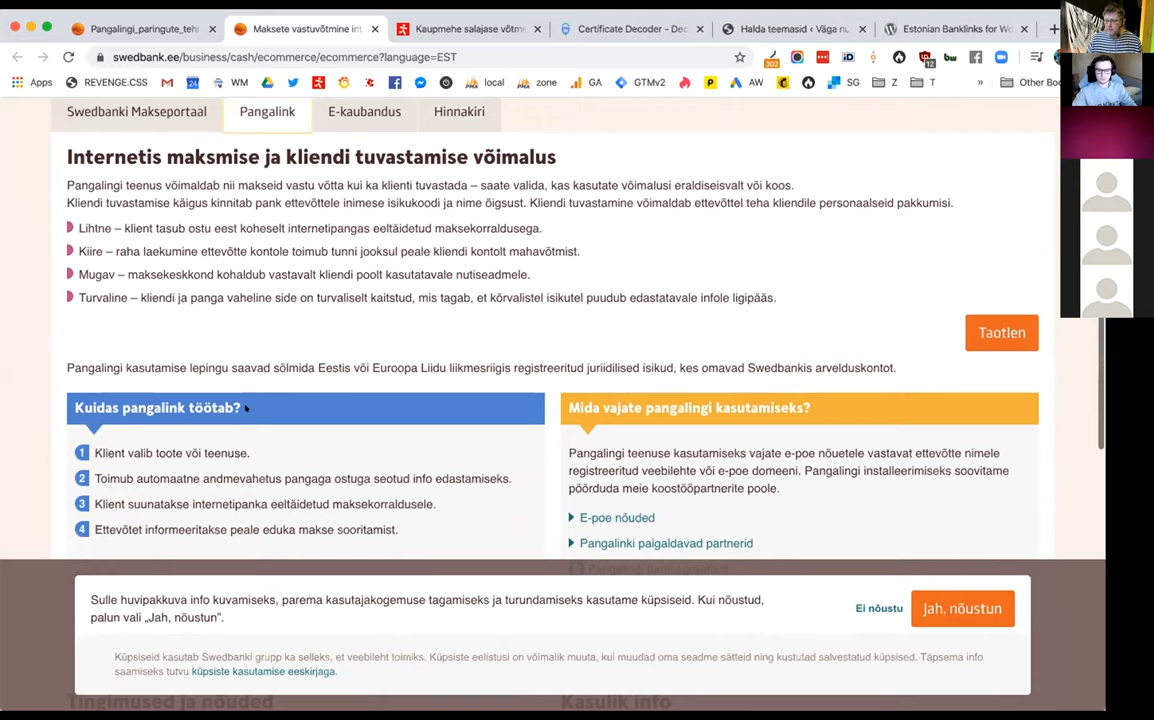 Pangalingi_paringute_teh
Maksete vastuvõtmine int
Kaupmehe salajase võtme
Certificate Decoder - Dec
Halda teemasid ‹ Väga nu
Estonian Banklinks for Wo
swedbank.ee/business/cash/ecommerce/ecommerce?language=EST
Apps REVENGE.CSS WM local zone GA GTMv2 AW SG Z T » Other Boo
Swedbanki Makseportaal Pangalink E-kaubandus Hinnakiri
Internetis maksmise ja kliendi tuvastamise võimalus
Pangalingi teenus võimaldab nii makseid vastu võtta kui ka klienti tuvastada – saate valida, kas kasutate võimalusi eraldiseisvalt või koos.
Kliendi tuvastamise käigus kinnitab pank ettevõttele inimese isikukoodi ja nime õigsust. Kliendi tuvastamine võimaldab ettevõttel teha kliendile personaalseid pakkumisi.
Lihtne – klient tasub ostu eest koheselt internetipangas eeltäidetud maksekorraldusega.
Kiire – raha laekumine ettevõtte kontole toimub tunni jooksul peale kliendi kontolt mahavõtmist.
Mugav – maksekeskkond kohaldub vastavalt kliendi poolt kasutatavale nutiseadmele.
Turvaline – kliendi ja panga vaheline side on turvaliselt kaitstud, mis tagab, et kõrvalistel isikutel puudub edastatavale infole ligipääs.
Taotlen
Pangalingi kasutamise lepingu saavad sõlmida Eestis või Euroopa Liidu liikmesriigis registreeritud juriidilised isikud, kes omavad Swedbankis arvelduskontot.
Kuidas pangalink töötab?
1 Klient valib toote või teenuse.
2 Toimub automaatne andmevahetus pangaga ostuga seotud info edastamiseks.
3 Klient suunatakse internetipanka eeltäidetud maksekorraldusele.
4 Ettevõtet informeeritakse peale eduka makse sooritamist.
Mida vajate pangalingi kasutamiseks?
Pangalingi teenuse kasutamiseks vajate e-poe nõuetele vastavat ettevõtte nimele
registreeritud veebilehte või e-poe domeeni. Pangalingi installeerimiseks soovitame
pöörduda meie koostööpartnerite poole.
E-poe nõuded
Pangalinki paigaldavad partnerid
Sulle huvipakkuva info kuvamiseks, parema kasutajakogemuse tagamiseks ja turundamiseks kasutame küpsiseid. Kui nõustud,
palun vali „Jah, nõustun”.
Ei nõustu
Jah, nõustun
Küpsiseid kasutab Swedbanki grupp ka selleks, et veebileht toimiks. Küpsiste eelistusi on võimalik muuta, kui muudad oma seadme sätteid ning kustutad salvestatud küpsised. Täpsema info
saamiseks tutvu küpsiste kasutamise eeskirjaga.
Tingimused ja nõuded
Kasulik info